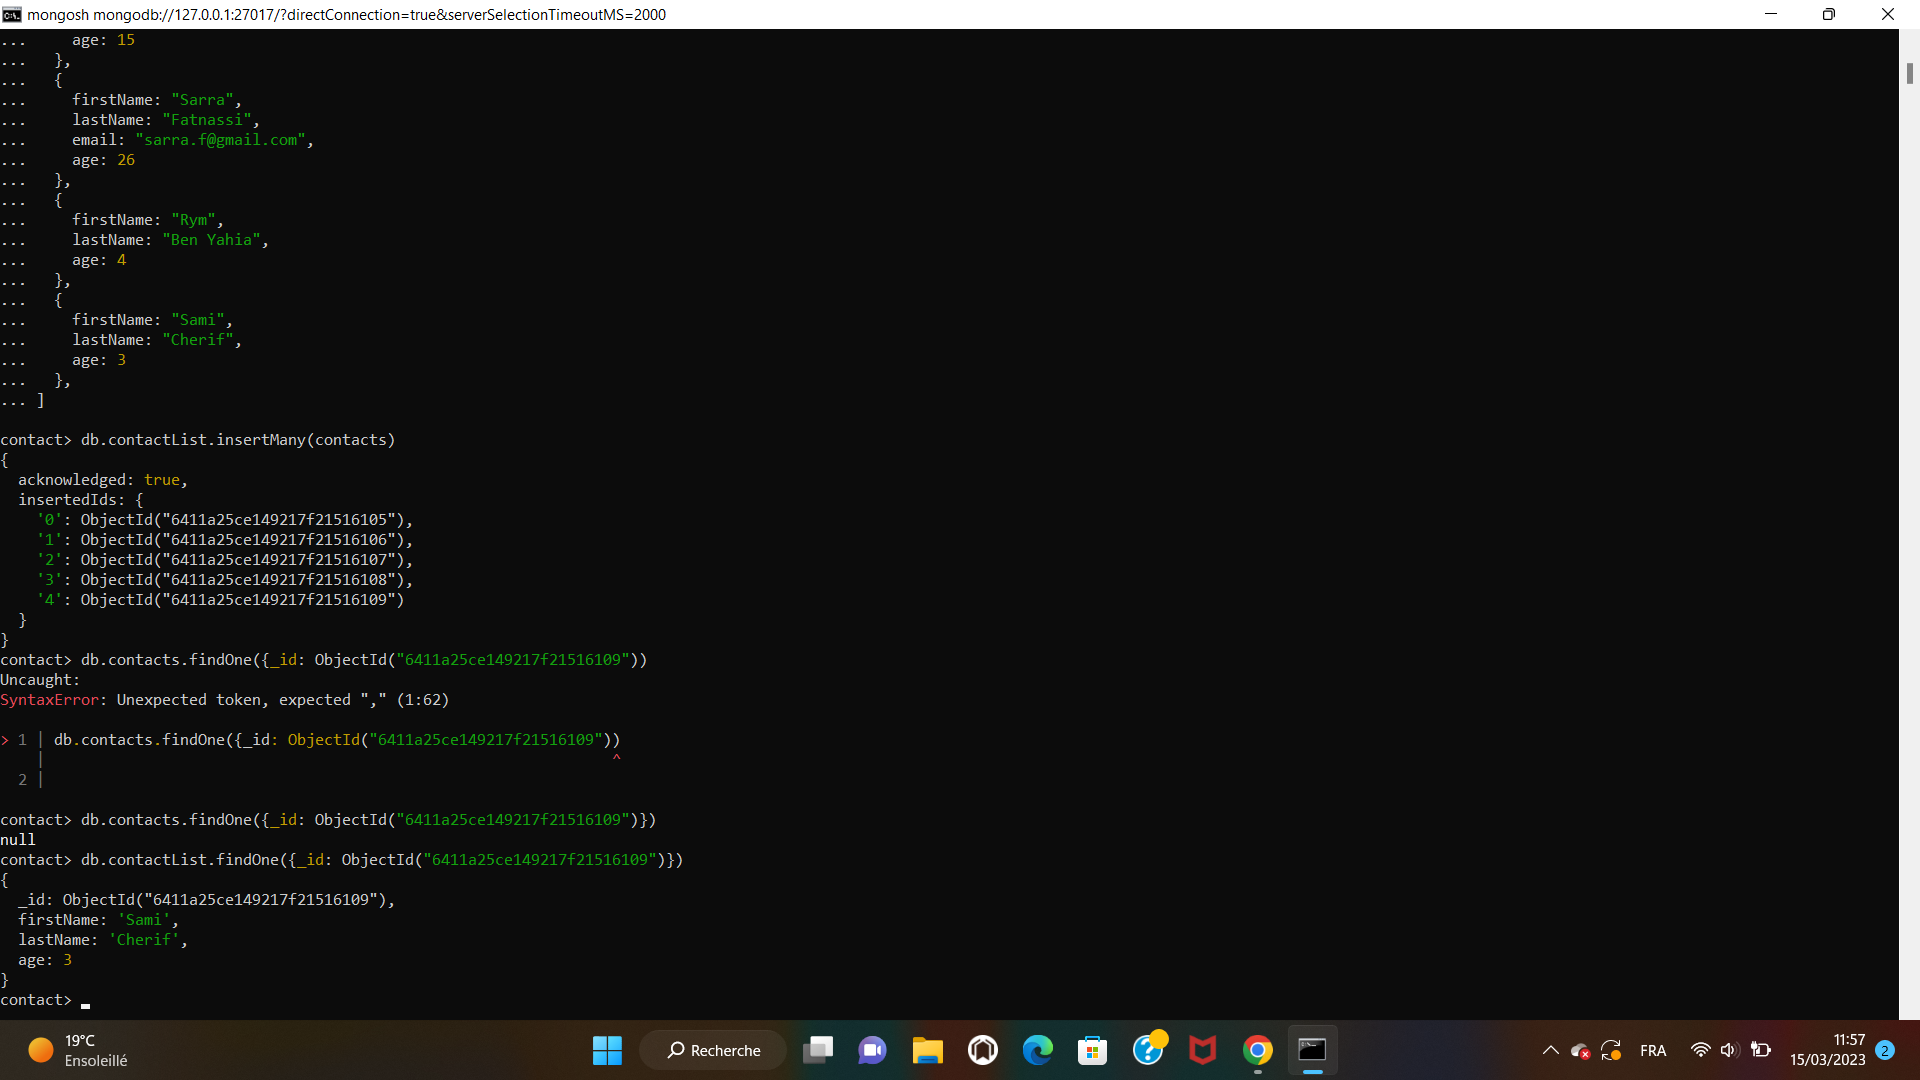 mongosh mongodb://127.0.0.1:27017/?directConnection=true&serverSelectionTimeoutMS=2000
...     age: 15
...   },
...   {
...     firstName: "Sarra",
...     lastName: "Fatnassi",
...     email: "sarra.f@gmail.com",
...     age: 26
...   },
...   {
...     firstName: "Rym",
...     lastName: "Ben Yahia",
...     age: 4
...   },
...   {
...     firstName: "Sami",
...     lastName: "Cherif",
...     age: 3
...   },
... ]
contact> db.contactList.insertMany(contacts)
{
  acknowledged: true,
  insertedIds: {
    '0': ObjectId("6411a25ce149217f21516105"),
    '1': ObjectId("6411a25ce149217f21516106"),
    '2': ObjectId("6411a25ce149217f21516107"),
    '3': ObjectId("6411a25ce149217f21516108"),
    '4': ObjectId("6411a25ce149217f21516109")
  }
}
contact> db.contacts.findOne({_id: ObjectId("6411a25ce149217f21516109"))
Uncaught:
SyntaxError: Unexpected token, expected "," (1:62)
> 1 | db.contacts.findOne({_id: ObjectId("6411a25ce149217f21516109"))
    |                                                               ^
  2 |
contact> db.contacts.findOne({_id: ObjectId("6411a25ce149217f21516109")})
null
contact> db.contactList.findOne({_id: ObjectId("6411a25ce149217f21516109")})
{
  _id: ObjectId("6411a25ce149217f21516109"),
  firstName: 'Sami',
  lastName: 'Cherif',
  age: 3
}
contact>
19°C
Ensoleillé
Recherche
FRA
11:57
15/03/2023
2